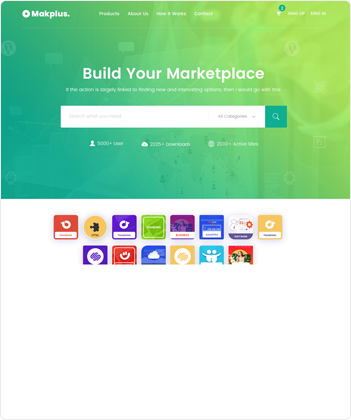 Makplus.
Products About Us How It Works Contact
SIGN UP SIGN IN
Build Your Marketplace
If the action is largely linked to finding new and interesting options, then I would go with this.
Search what you need
All Categories
5000+ User
2025+ Downloads
2500+ Active Sites